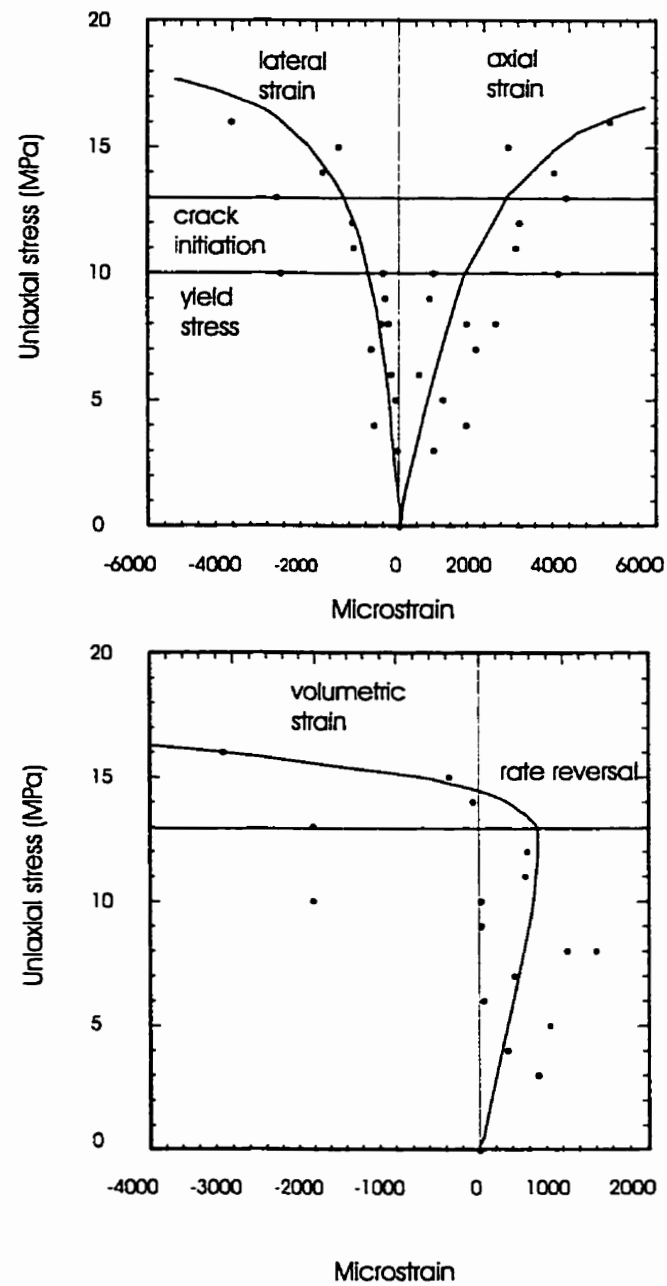 20
15
10
5
0
Uniaxial stress (MPa)
lateral
strain
axial
strain
crack
initiation
yield
stress
-6000 -4000 -2000 0 2000 4000 6000
Microstrain
20
15
10
5
0
Uniaxial stress (MPa)
volumetric
strain
rate reversal
-4000 -3000 -2000 -1000 0 1000 2000
Microstrain